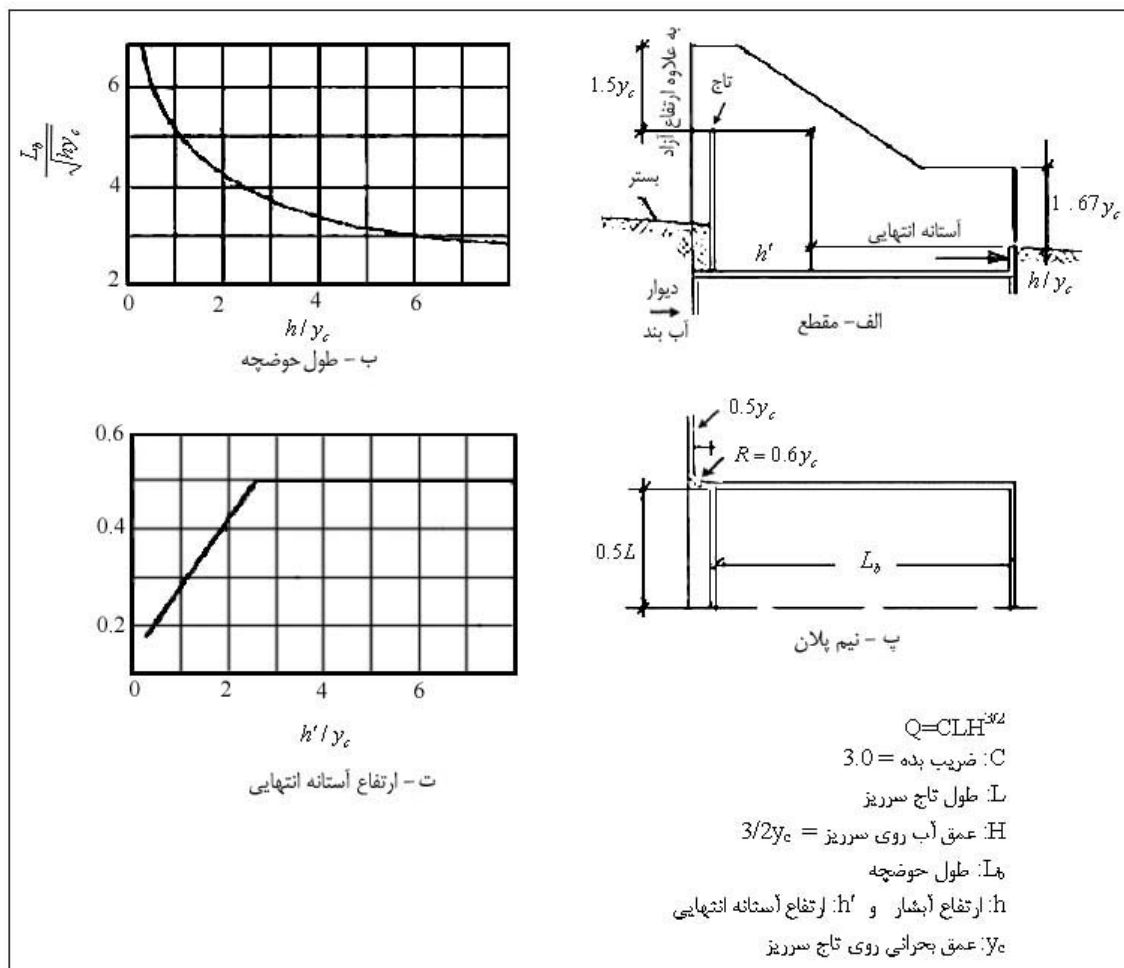 6
4
2
L_b / √hy_c
0 2 4 6
h / y_c
ب - طول حوضچه
1.5y_c
به علاوه ارتفاع آزاد
تاج
بستر
آستانه انتهایی
h'
1 . 67y_c
h / y_c
دیوار
آب بند
الف- مقطع
0.6
0.4
0.2
0 2 4 6
h' / y_c
ت - ارتفاع آستانه انتهایی
0.5y_c
R = 0.6y_c
0.5L
L_b
پ - نیم پلان
Q=CLH^3/2
C: ضریب بده = 3.0
L: طول تاج سرریز
H: عمق آب روی سرریز = 3/2y_c
L_b: طول حوضچه
h: ارتفاع آبشار و h': ارتفاع آستانه انتهایی
y_c: عمق بحرانی روی تاج سرریز